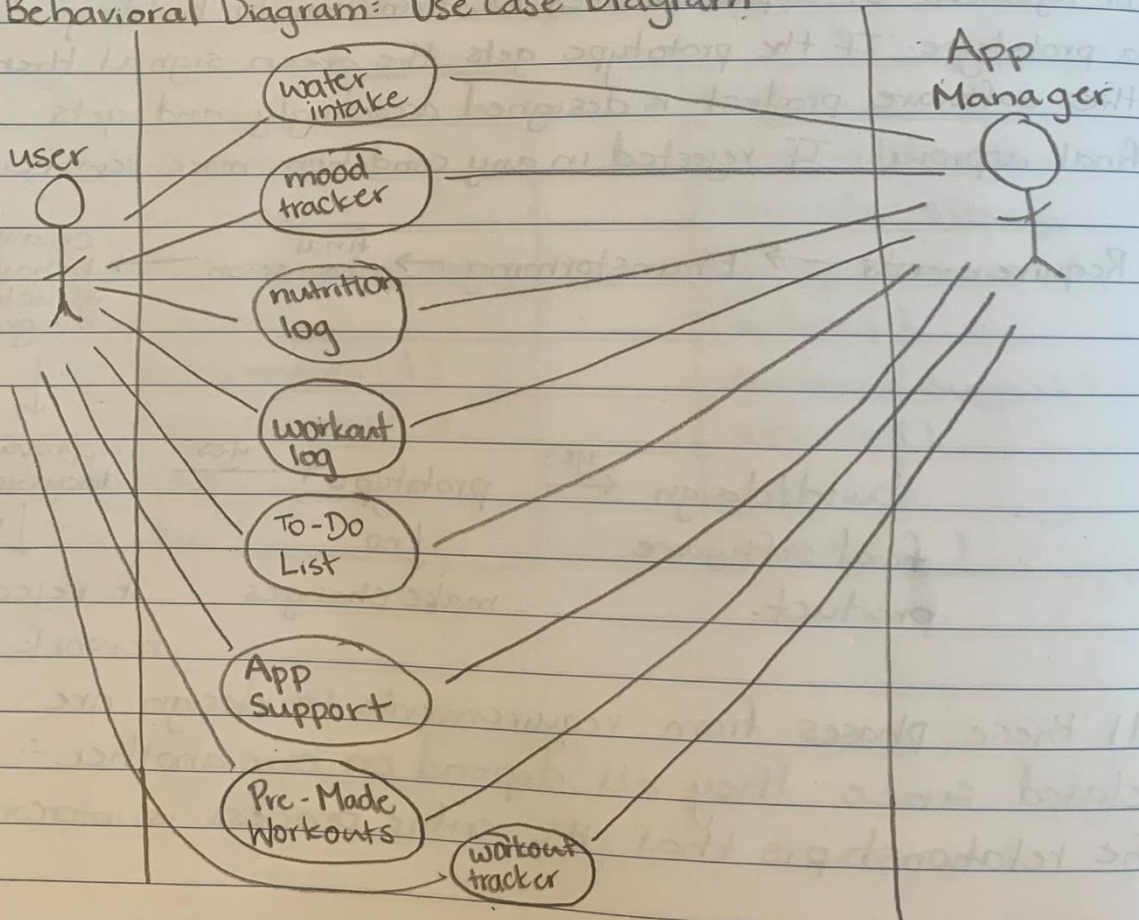 Behavioral Diagram: Use Case Diagram
App
Manager
user
water
intake
mood
tracker
nutrition
log
workout
log
To-Do
List
App
Support
Pre-Made
Workouts
workout
tracker